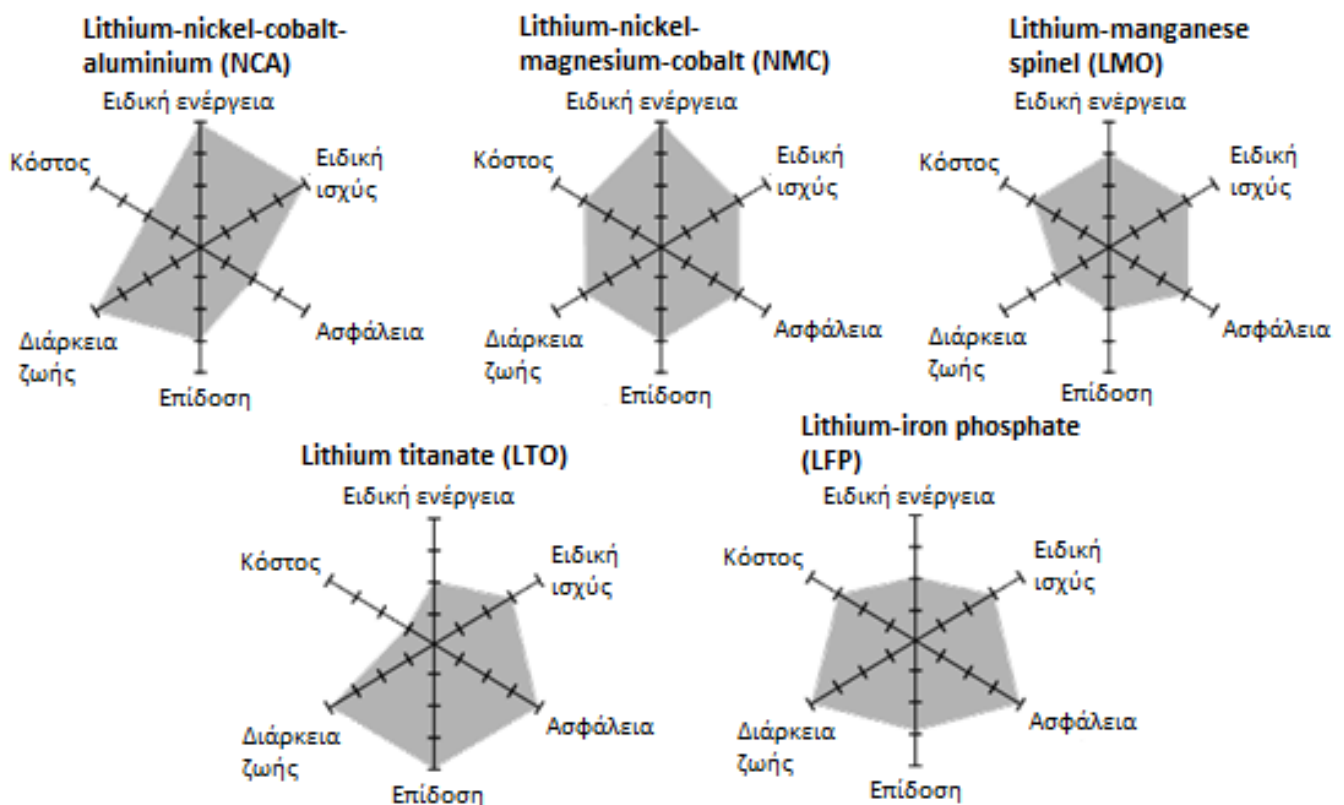 Lithium-nickel-cobalt-
aluminium (NCA)
Ειδική ενέργεια
Κόστος
Ειδική
ισχύς
Διάρκεια
ζωής
Ασφάλεια
Επίδοση
Lithium-nickel-
magnesium-cobalt (NMC)
Ειδική ενέργεια
Κόστος
Ειδική
ισχύς
Διάρκεια
ζωής
Ασφάλεια
Επίδοση
Lithium-manganese
spinel (LMO)
Ειδική ενέργεια
Κόστος
Ειδική
ισχύς
Διάρκεια
ζωής
Ασφάλεια
Επίδοση
Lithium titanate (LTO)
Ειδική ενέργεια
Κόστος
Ειδική
ισχύς
Διάρκεια
ζωής
Ασφάλεια
Επίδοση
Lithium-iron phosphate
(LFP)
Ειδική ενέργεια
Κόστος
Ειδική
ισχύς
Διάρκεια
ζωής
Ασφάλεια
Επίδοση